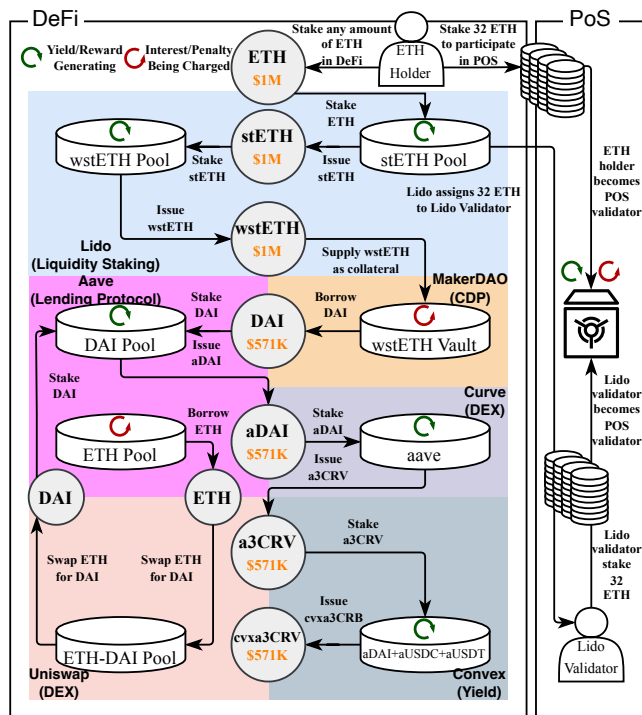 DeFi
PoS
Yield/Reward
Generating
Interest/Penalty
Being Charged
ETH
$1M
Stake any amount
of ETH
in DeFi
ETH
Holder
Stake 32 ETH
to participate
in POS
Stake
ETH
wstETH Pool
Stake
stETH
stETH
$1M
Issue
stETH
stETH Pool
Lido assigns 32 ETH
to Lido Validator
ETH
holder
becomes
POS
validator
Issue
wstETH
wstETH
$1M
Supply wstETH
as collateral
Lido
(Liquidity Staking)
Aave
(Lending Protocol)
MakerDAO
(CDP)
DAI Pool
Stake
DAI
Issue
aDAI
DAI
$571K
Borrow
DAI
wstETH Vault
Stake
DAI
Curve
(DEX)
Lido
validator
becomes
POS
validator
ETH Pool
Borrow
ETH
aDAI
$571K
Stake
aDAI
Issue
a3CRV
aave
DAI
ETH
a3CRV
$571K
Stake
a3CRV
Swap ETH
for DAI
Swap ETH
for DAI
Lido
validator
stake
32
ETH
ETH-DAI Pool
cvxa3CRV
$571K
Issue
cvxa3CRB
aDAI+aUSDC+aUSDT
Lido
Validator
Uniswap
(DEX)
Convex
(Yield)